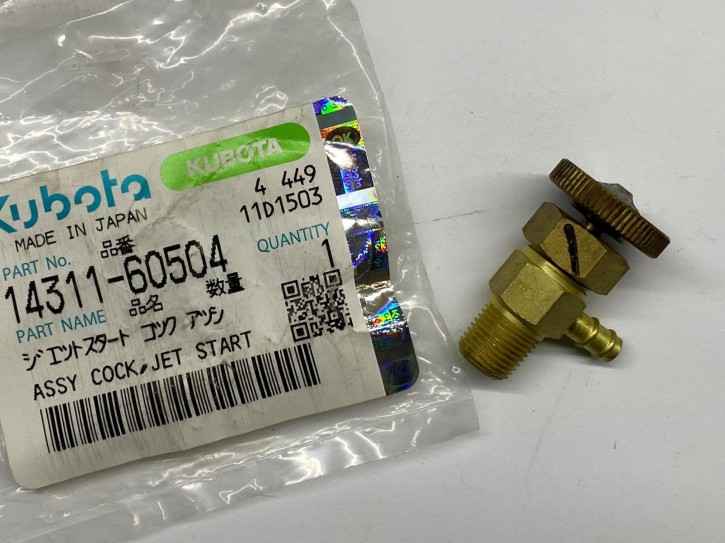 Kubota
KUBOTA
MADE IN JAPAN
4 449
11D1503
PART No.
品番
14311-60504
QUANTITY
数量
1
PART NAME
品名
ジエツトスタート コツク アツシ
ASSY COCK,JET START
OK